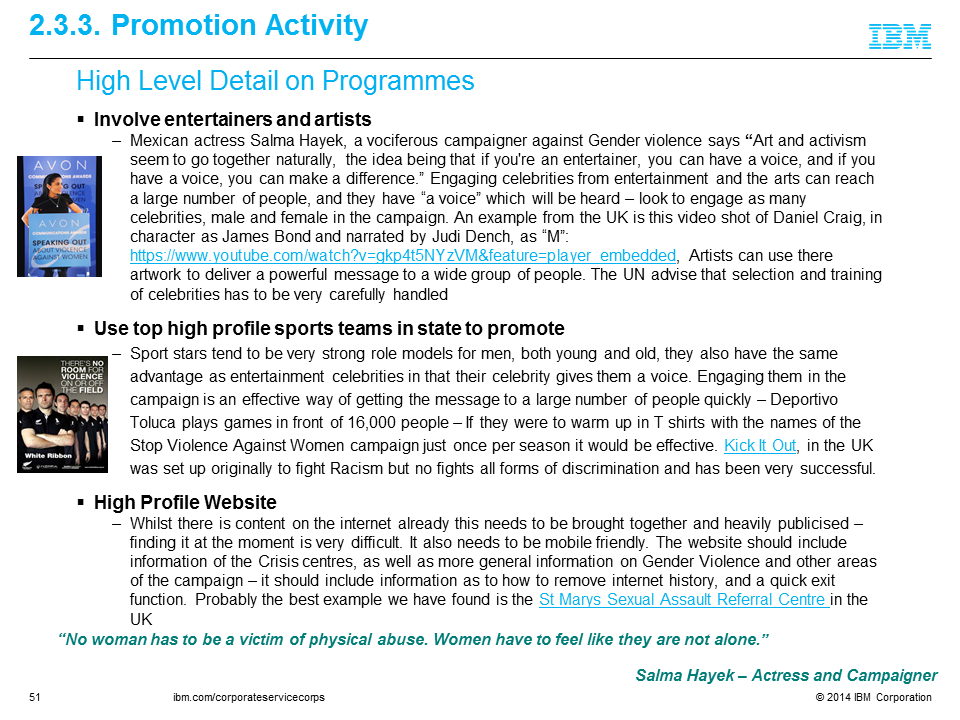 2.3.3. Promotion Activity
IBM
High Level Detail on Programmes
▪ Involve entertainers and artists
– Mexican actress Salma Hayek, a vociferous campaigner against Gender violence says “Art and activism
seem to go together naturally, the idea being that if you're an entertainer, you can have a voice, and if you
have a voice, you can make a difference.” Engaging celebrities from entertainment and the arts can reach
a large number of people, and they have “a voice” which will be heard – look to engage as many
celebrities, male and female in the campaign. An example from the UK is this video shot of Daniel Craig, in
character as James Bond and narrated by Judi Dench, as “M”:
https://www.youtube.com/watch?v=gkp4t5NYzVM&feature=player_embedded, Artists can use there
artwork to deliver a powerful message to a wide group of people. The UN advise that selection and training
of celebrities has to be very carefully handled
AVON
COMMUNICATIONS AWARDS
SPEAKING OUT
AVON
Communications Awards
SPEAKING OUT
ABOUT VIOLENCE
AGAINST WOMEN
▪ Use top high profile sports teams in state to promote
– Sport stars tend to be very strong role models for men, both young and old, they also have the same
advantage as entertainment celebrities in that their celebrity gives them a voice. Engaging them in the
campaign is an effective way of getting the message to a large number of people quickly – Deportivo
Toluca plays games in front of 16,000 people – If they were to warm up in T shirts with the names of the
Stop Violence Against Women campaign just once per season it would be effective. Kick It Out, in the UK
was set up originally to fight Racism but no fights all forms of discrimination and has been very successful.
THERE'S NO
ROOM FOR
VIOLENCE
ON OR OFF
THE FIELD
White Ribbon
▪ High Profile Website
– Whilst there is content on the internet already this needs to be brought together and heavily publicised –
finding it at the moment is very difficult. It also needs to be mobile friendly. The website should include
information of the Crisis centres, as well as more general information on Gender Violence and other areas
of the campaign – it should include information as to how to remove internet history, and a quick exit
function. Probably the best example we have found is the St Marys Sexual Assault Referral Centre in the
UK
“No woman has to be a victim of physical abuse. Women have to feel like they are not alone.”
Salma Hayek – Actress and Campaigner
51
ibm.com/corporateservicecorps
© 2014 IBM Corporation